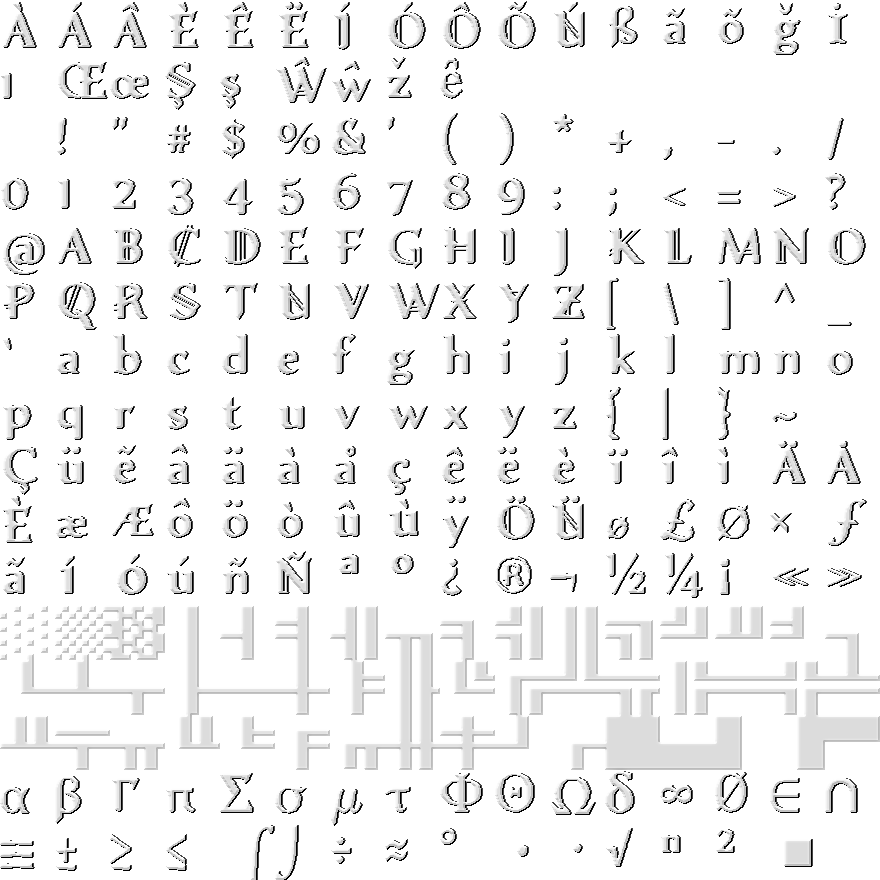 À Á Â È Ê Ë Í Ó Ô Õ Ú ß ã õ ğ İ
ı Œ œ Ş ş Ŵ ŵ ž ê
! " # $ % & ' ( ) * + , - . /
0 1 2 3 4 5 6 7 8 9 : ; < = > ?
@ A B C D E F G H I J K L M N O
P Q R S T U V W X Y Z [ \ ] ^ _
` a b c d e f g h i j k l m n o
p q r s t u v w x y z { | } ~
Ç ü ẽ â ä à å ç ê ë è ï î ì Ä Å
È æ Æ ô ö ò û ù ÿ Ö Ü ø £ Ø × ƒ
ã í ó ú ñ Ñ ª º ¿ ® ¬ ½ ¼ ¡ « »
░ ▒ ▓ │ ┤ ╡ ╢ ╖ ╕ ╣ ║ ╗ ╝ ╜ ╛ ┐
└ ┴ ┬ ├ ─ ┼ ╞ ╟ ╚ ╔ ╩ ╦ ╠ ═ ╬ ╧
╨ ╤ ╥ ╙ ╘ ╒ ╓ ╫ ╪ ┘ ┌ █ ▄ ▌ ▐ ▀
α β Γ π Σ σ μ τ Φ Θ Ω δ ∞ Ø ∈ ∩
≡ ± ≥ ≤ ⌠ ⌡ ÷ ≈ ° ∙ · √ ⁿ ² ■